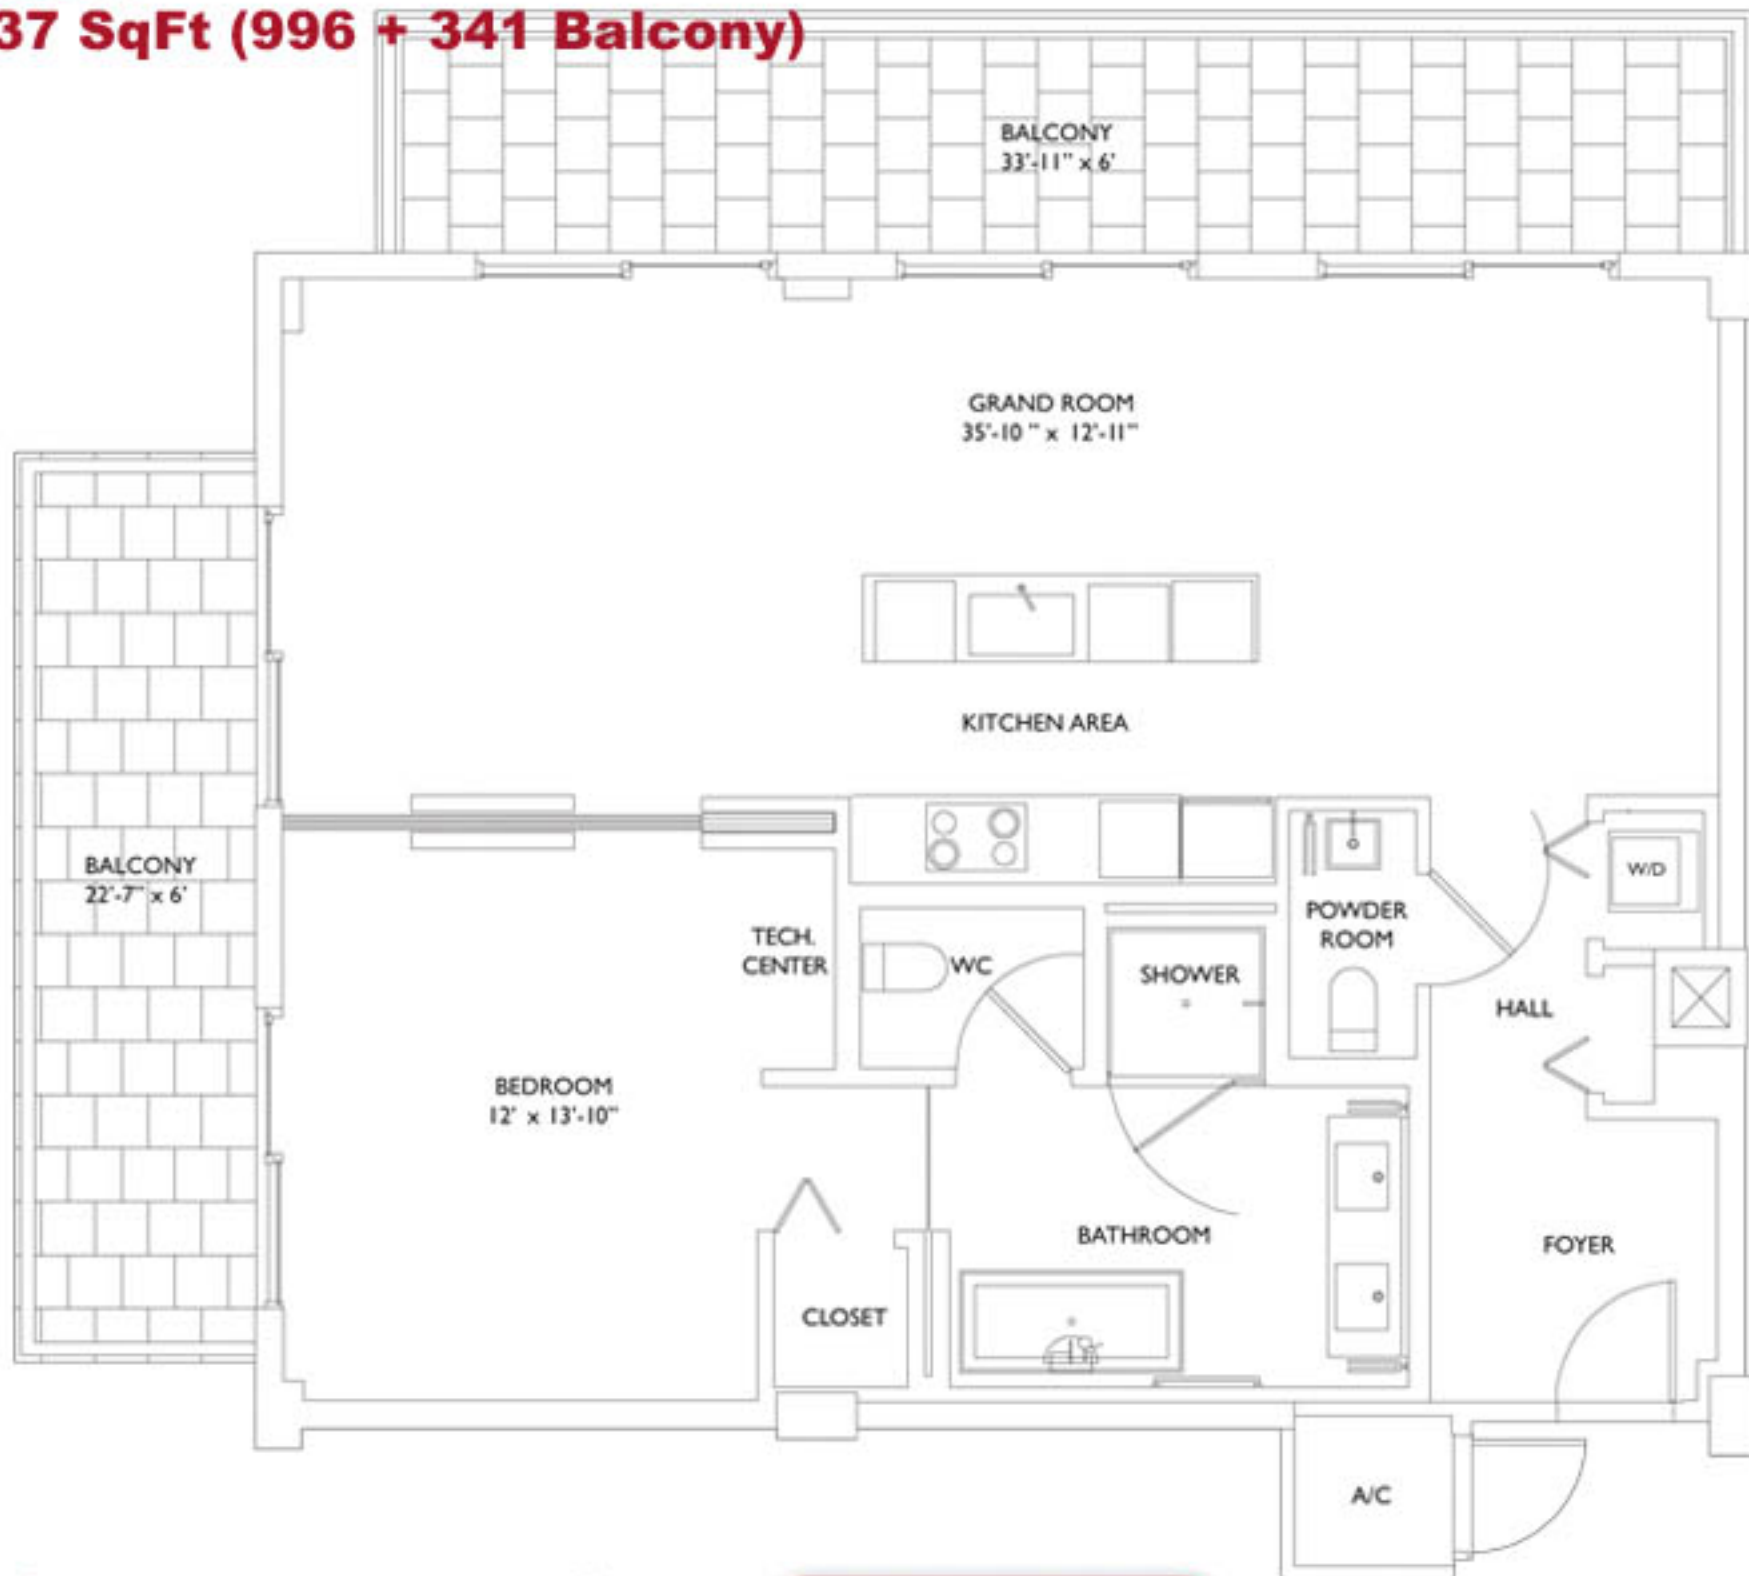 37 SqFt (996 + 341 Balcony)
BALCONY
33'-11" x 6'
GRAND ROOM
35'-10 " x 12'-11"
KITCHEN AREA
BALCONY
22'-7" x 6'
TECH.
CENTER
WC
SHOWER
POWDER
ROOM
W/D
HALL
BEDROOM
12' x 13'-10"
BATHROOM
FOYER
CLOSET
A/C